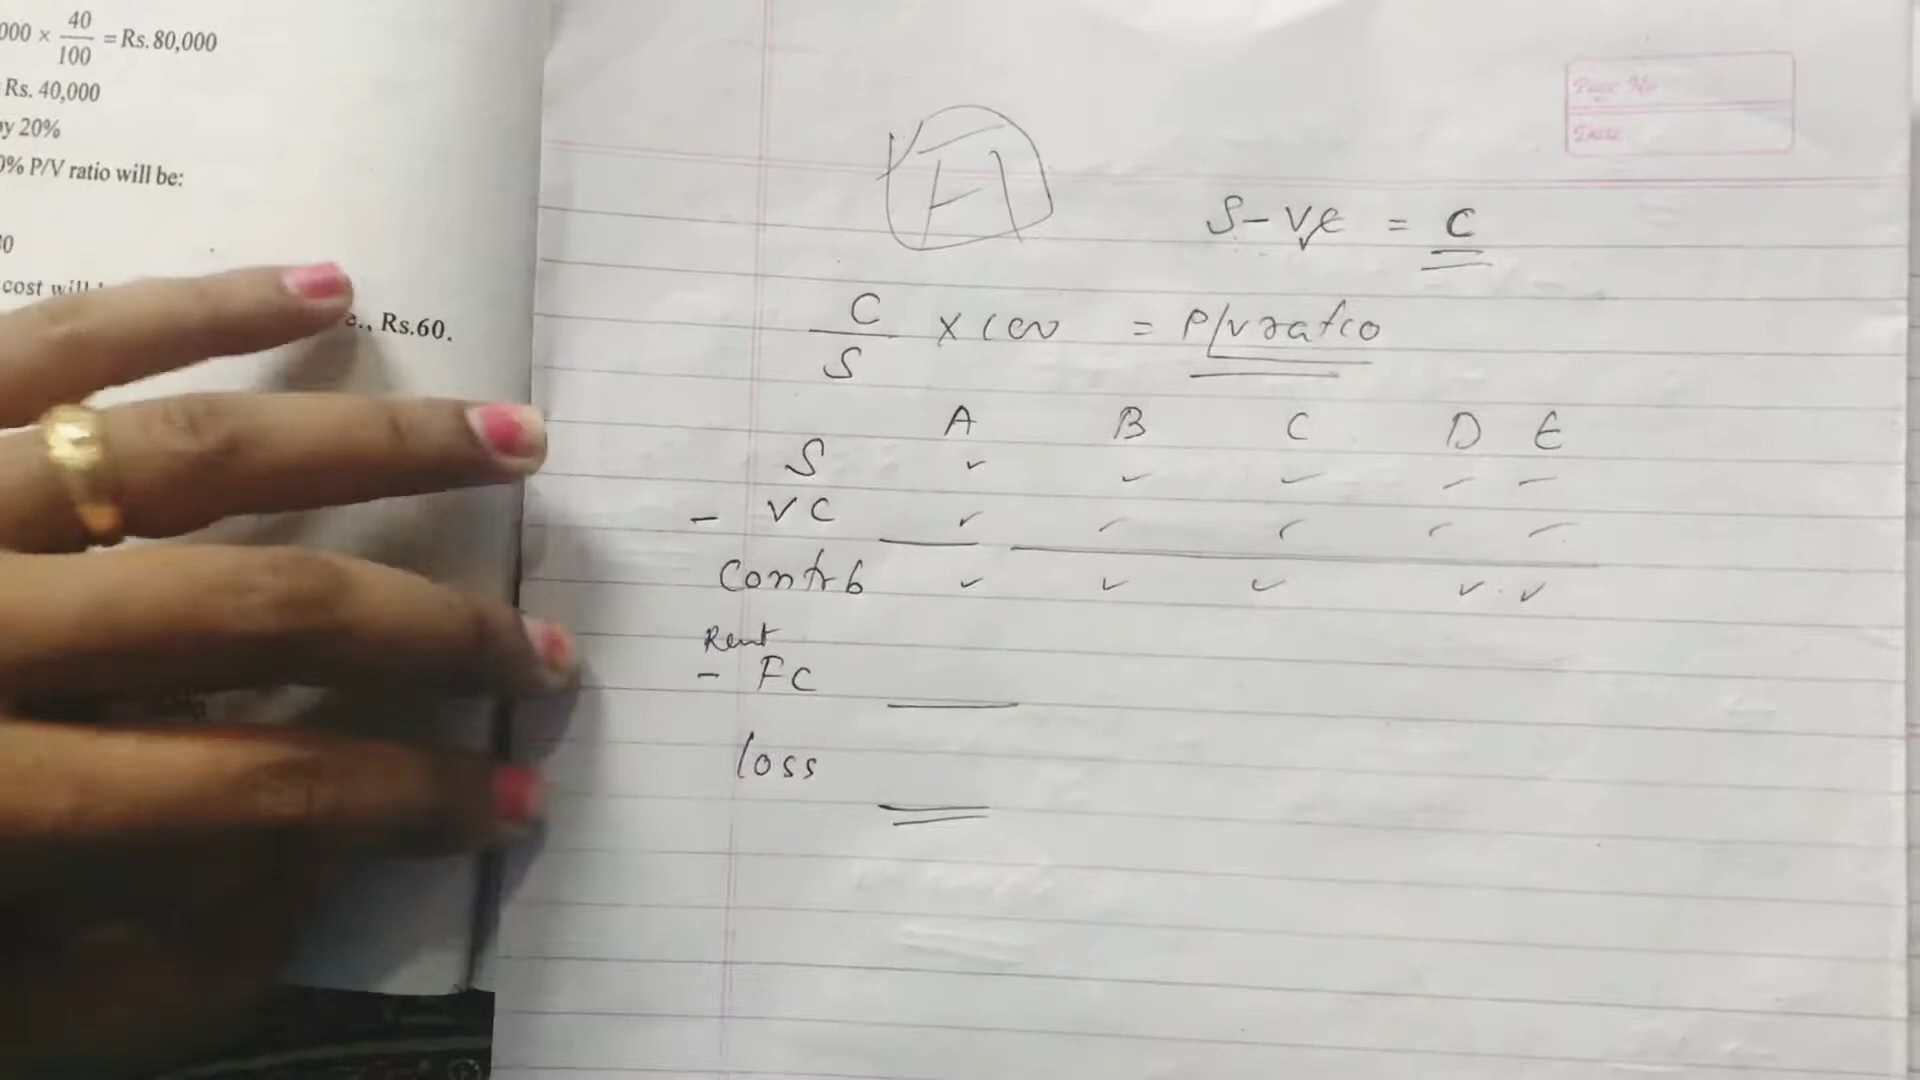 000 × 40/100 = Rs. 80,000
Rs. 40,000
by 20%
0% P/V ratio will be:
cost will
Rs.60.
Page No
Date
S - VC = C
C/S × 100 = P/V ratio
A B C D E
S ✓ ✓ ✓ ✓ ✓
- VC ✓ ✓ ✓ ✓ ✓
Contrb ✓ ✓ ✓ ✓ ✓
Rent
- FC
loss